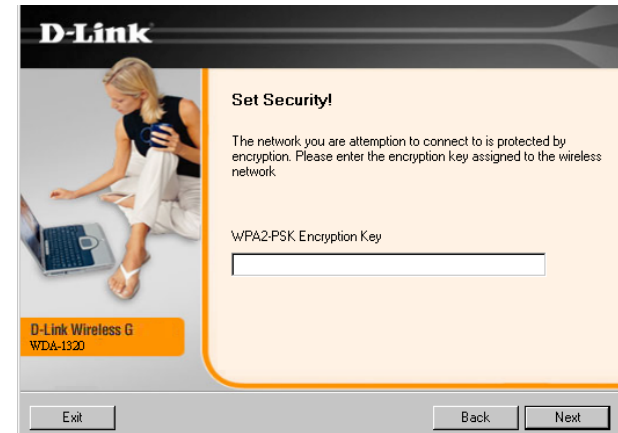 D-Link
Set Security!
The network you are attemption to connect to is protected by
encryption. Please enter the encryption key assigned to the wireless
network
WPA2-PSK Encryption Key
D-Link Wireless G
WDA-1320
Exit
Back
Next